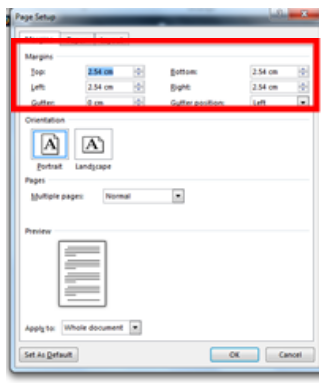 Page Setup
Margins
Top: 2.54 cm Bottom: 2.54 cm
Left: 2.54 cm Right: 2.54 cm
Gutter: 0 cm Gutter position: Left
Orientation
A A
Portrait Landscape
Pages
Multiple pages: Normal
Preview
Apply to: Whole document
Set As Default OK Cancel